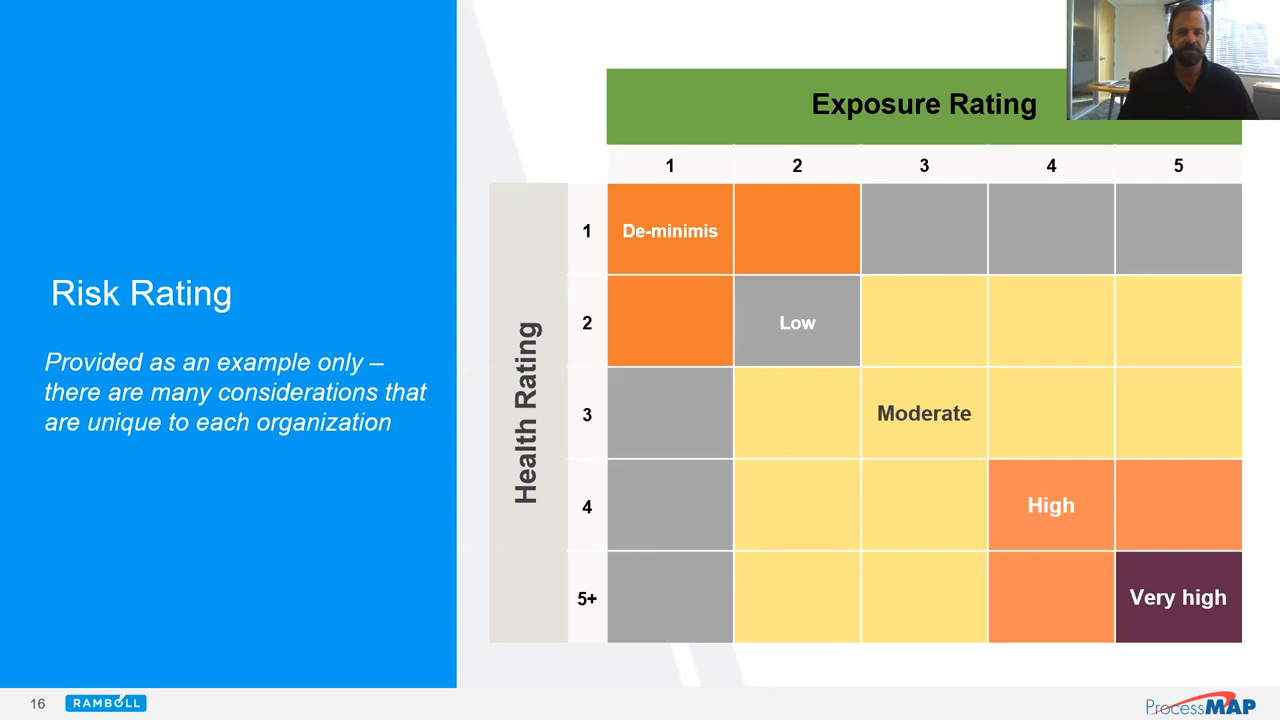 Exposure Rating
1 2 3 4 5
Risk Rating
Provided as an example only –
there are many considerations that
are unique to each organization
Health Rating
1 De-minimis
2 Low
3 Moderate
4 High
5+ Very high
16 RAMBOLL
ProcessMAP